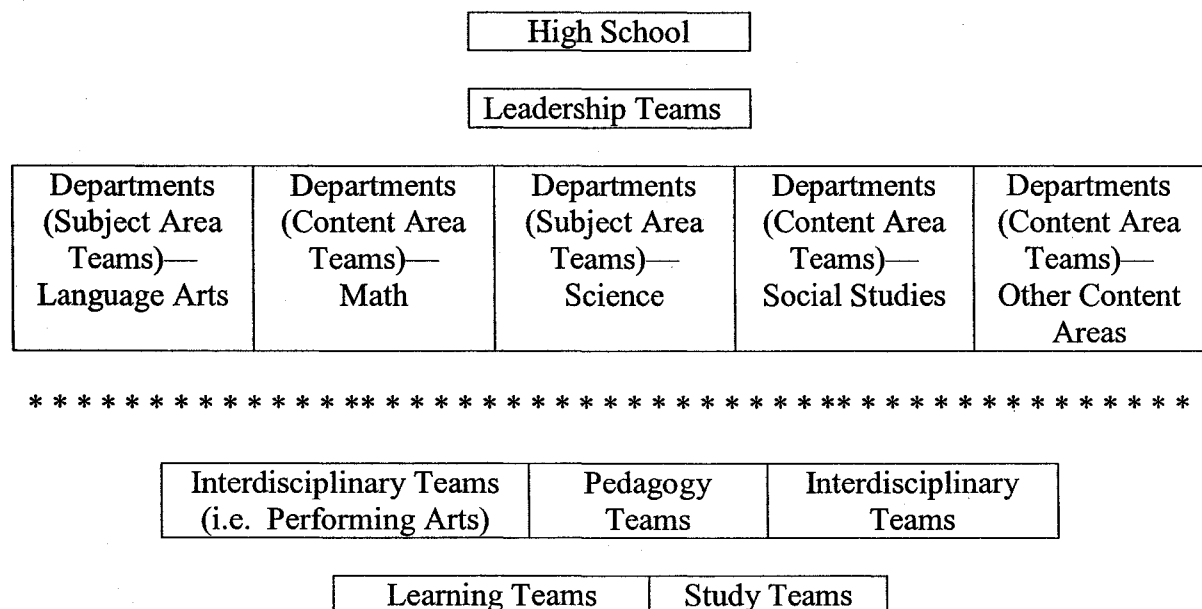 High School
Leadership Teams
Departments
(Subject Area
Teams)—
Language Arts
Departments
(Content Area
Teams)—
Math
Departments
(Subject Area
Teams)—
Science
Departments
(Content Area
Teams)—
Social Studies
Departments
(Content Area
Teams)—
Other Content
Areas
* * * * * * * * * * * * * ** * * * * * * * * * * * * * * * * * * ** * * * * * * * * * * * * * *
Interdisciplinary Teams
(i.e. Performing Arts)
Pedagogy
Teams
Interdisciplinary
Teams
Learning Teams
Study Teams